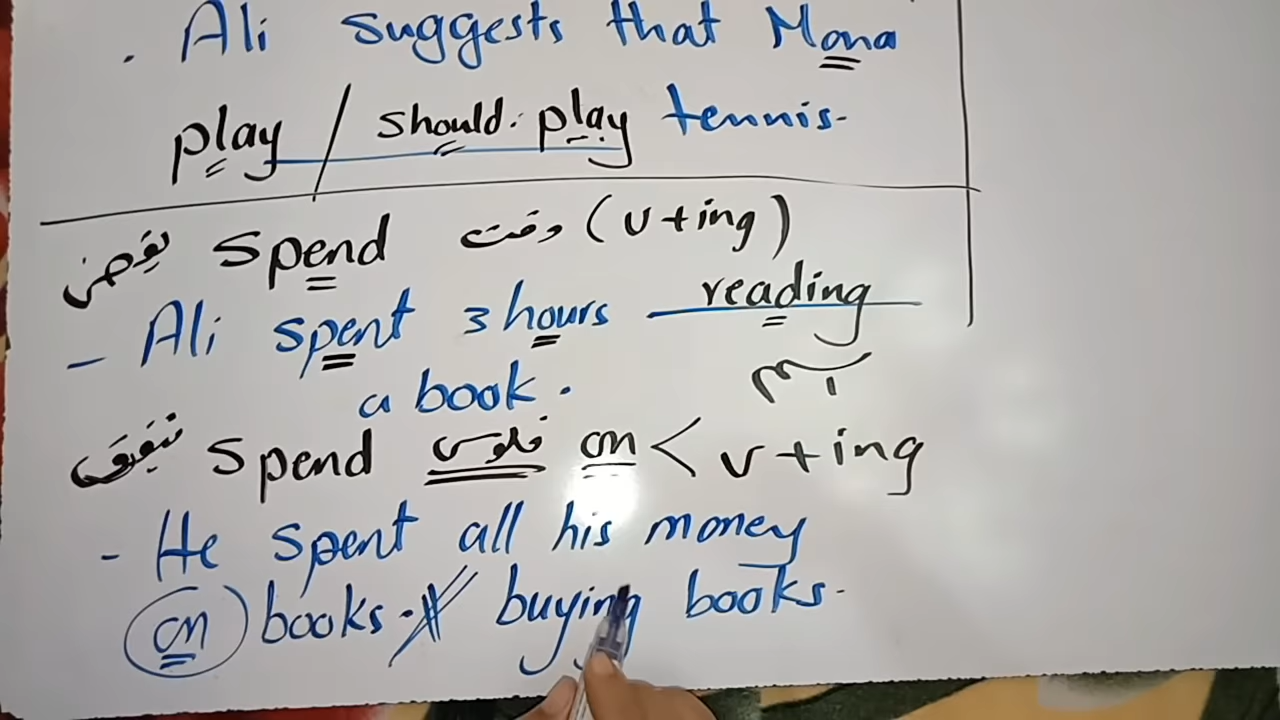 . Ali suggests that Mona
play / should play tennis.
يقضى spend وقت (v+ing)
- Ali spent 3 hours reading
a book.
ينفق spend فلوس on < v+ing
- He spent all his money
on books. buying books.